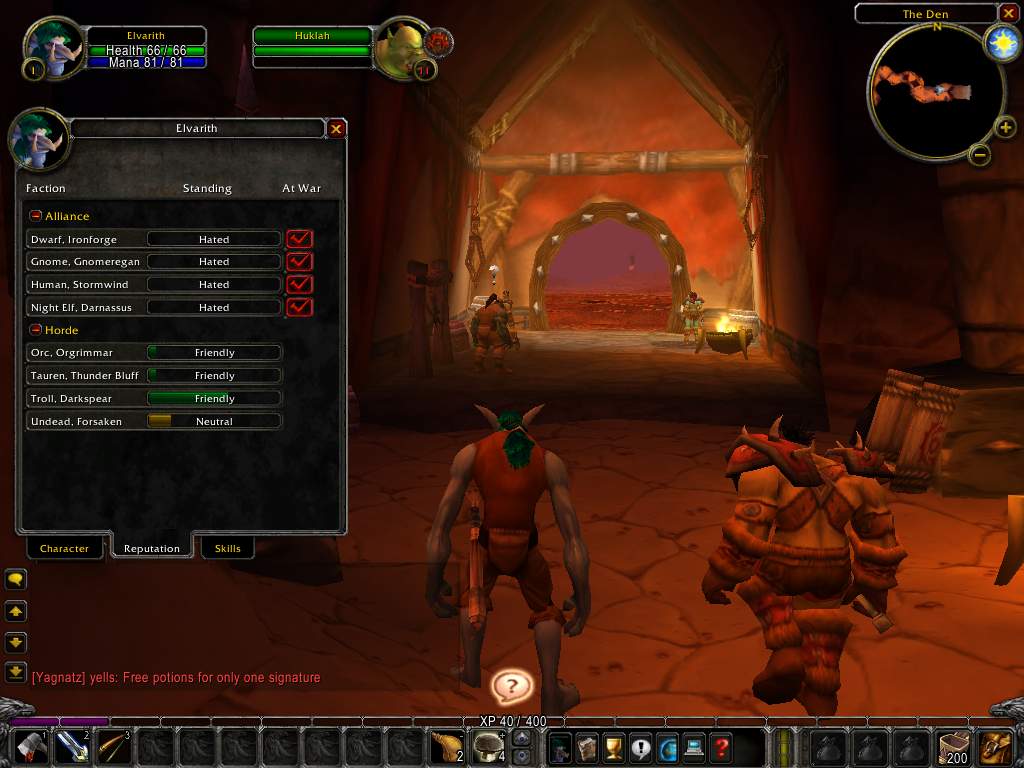 Elvarith
Health 66 / 66
Mana 81 / 81
1
Huklah
11
The Den
N
Elvarith
Faction Standing At War
Alliance
Dwarf, Ironforge Hated
Gnome, Gnomeregan Hated
Human, Stormwind Hated
Night Elf, Darnassus Hated
Horde
Orc, Orgrimmar Friendly
Tauren, Thunder Bluff Friendly
Troll, Darkspear Friendly
Undead, Forsaken Neutral
Character Reputation Skills
[Yagnatz] yells: Free potions for only one signature
?
XP 40 / 400
1 2 3 2 4 ! ? 200